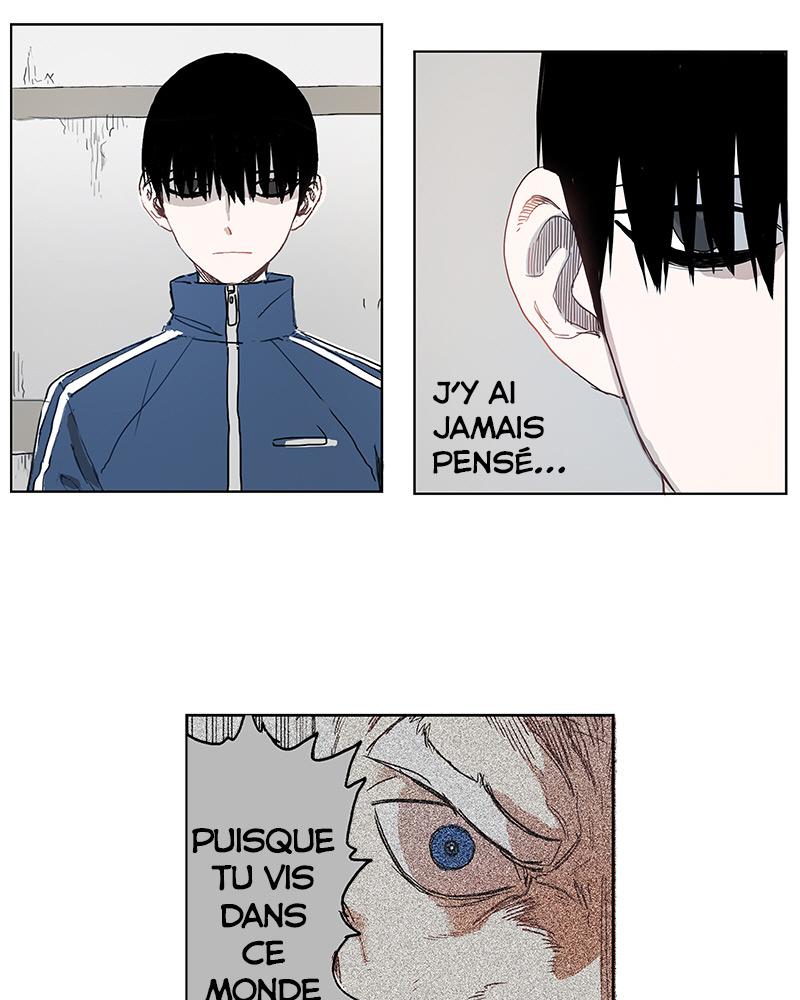 J'Y AI
JAMAIS
PENSÉ...
PUISQUE
TU VIS
DANS
CE
MONDE